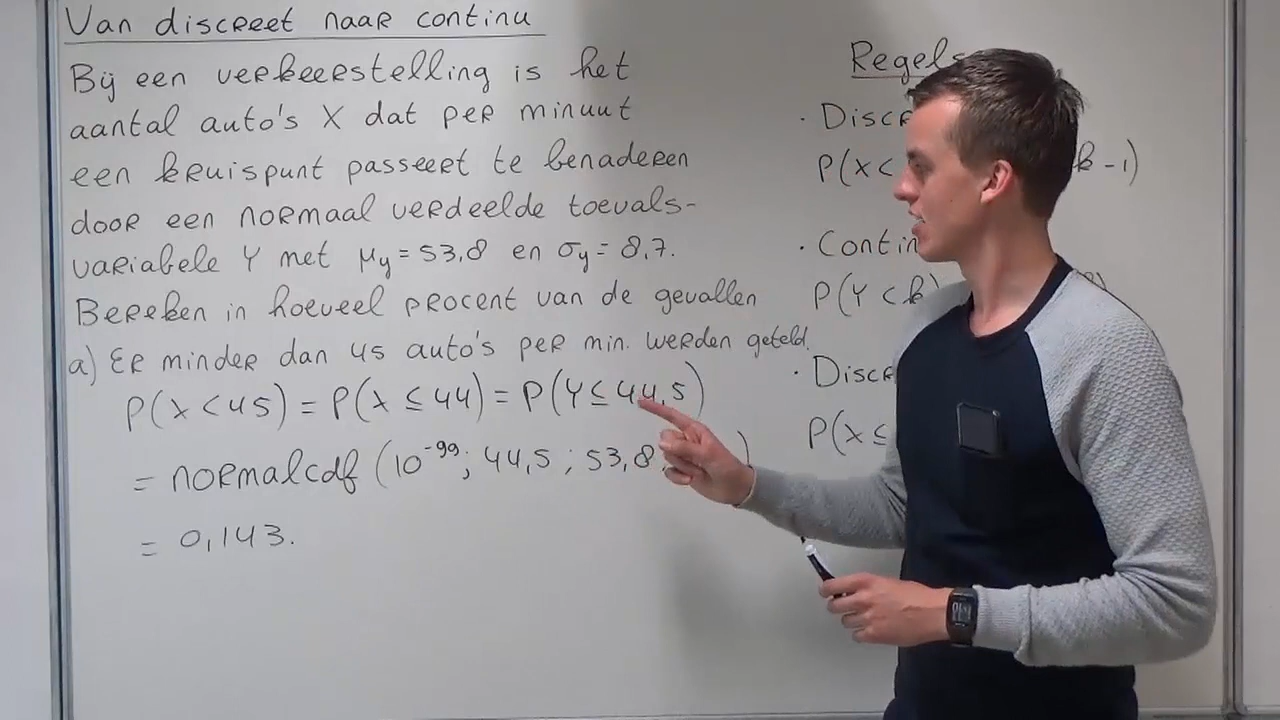 Van discreet naar continu
Bij een verkeerstelling is het
aantal auto's X dat per minuut
een kruispunt passeert te benaderen
door een normaal verdeelde toevals-
variabele Y met μy = 53,8 en σy = 8,7.
Bereken in hoeveel procent van de gevallen
a) Er minder dan 45 auto's per min. werden geteld.
P(X < 45) = P(X ≤ 44) = P(Y ≤ 44,5)
= normalcdf (10^-99; 44,5; 53,8 )
= 0,143.
Regels
· Discr
P(X < k-1)
· Contin
P(Y < k)
· Discr
P(X ≤